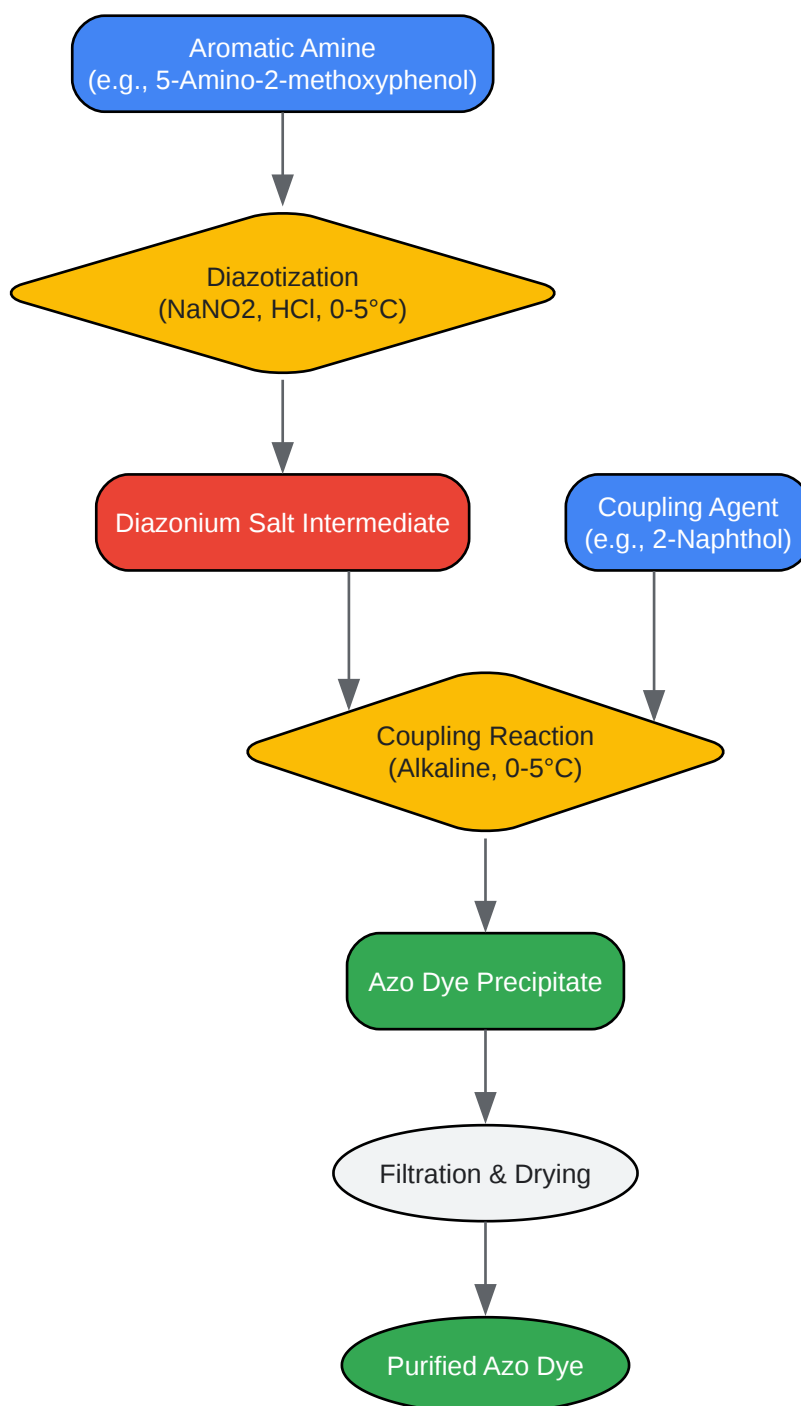 Aromatic Amine
(e.g., 5-Amino-2-methoxyphenol)
Diazotization
(NaNO2, HCl, 0-5°C)
Diazonium Salt Intermediate
Coupling Agent
(e.g., 2-Naphthol)
Coupling Reaction
(Alkaline, 0-5°C)
Azo Dye Precipitate
Filtration & Drying
Purified Azo Dye